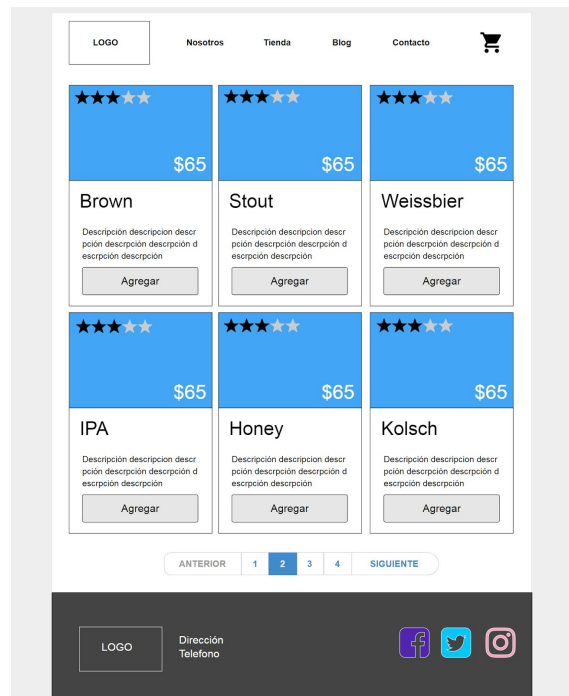 LOGO Nosotros Tienda Blog Contacto
$65 $65 $65
Brown Stout Weissbier
Descripción descripcion descr
pción descrpción descrpción d
escrpción descrpción
Descripción descripcion descr
pción descrpción descrpción d
escrpción descrpción
Descripción descripcion descr
pción descrpción descrpción d
escrpción descrpción
Agregar Agregar Agregar
$65 $65 $65
IPA Honey Kolsch
Descripción descripcion descr
pción descrpción descrpción d
escrpción descrpción
Descripción descripcion descr
pción descrpción descrpción d
escrpción descrpción
Descripción descripcion descr
pción descrpción descrpción d
escrpción descrpción
Agregar Agregar Agregar
ANTERIOR 1 2 3 4 SIGUIENTE
LOGO
Dirección
Telefono